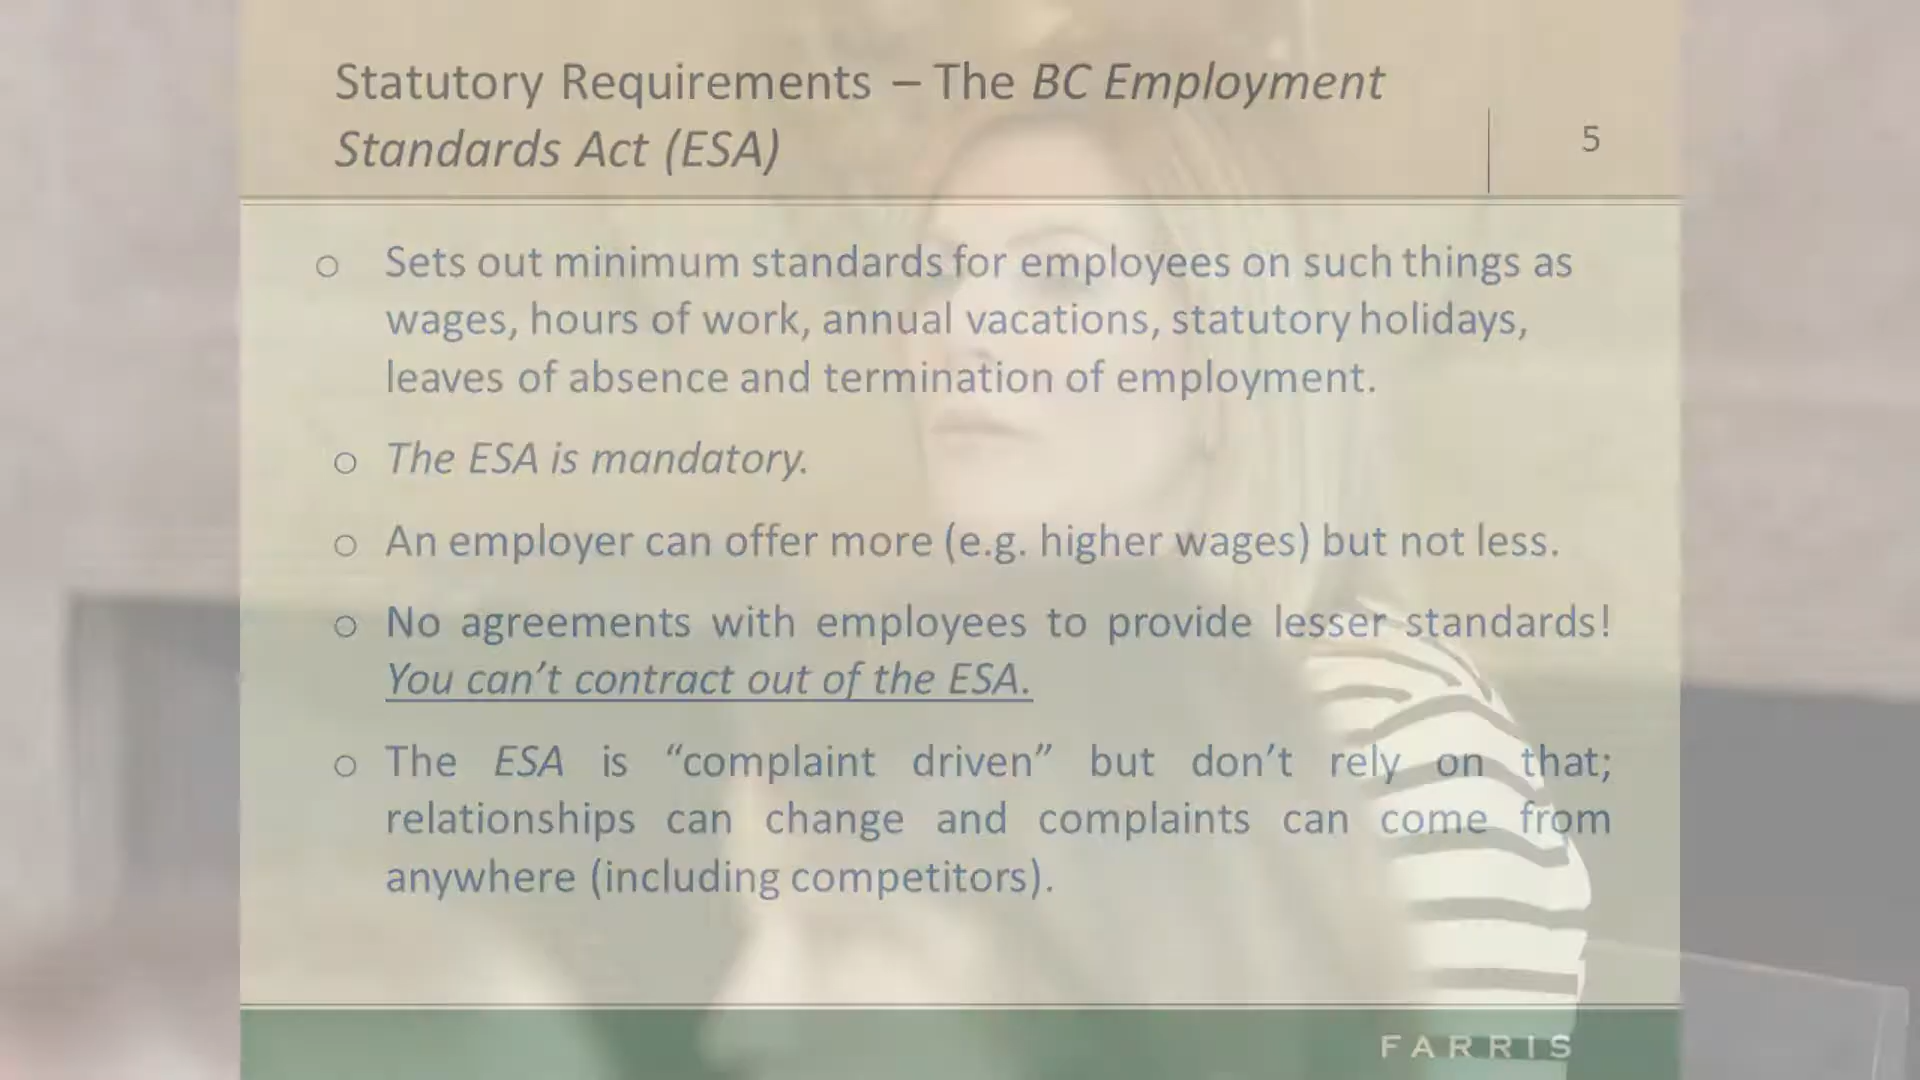 Statutory Requirements – The BC Employment
Standards Act (ESA)
5
o Sets out minimum standards for employees on such things as
wages, hours of work, annual vacations, statutory holidays,
leaves of absence and termination of employment.
o The ESA is mandatory.
o An employer can offer more (e.g. higher wages) but not less.
o No agreements with employees to provide lesser standards!
You can’t contract out of the ESA.
o The ESA is “complaint driven” but don’t rely on that;
relationships can change and complaints can come from
anywhere (including competitors).
FARRIS